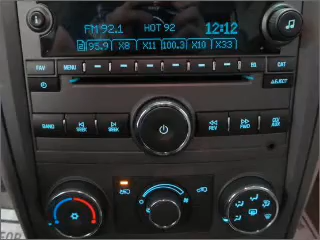 FM 92.1 HOT 92 12:12
95.9 X8 X11 100.3 X10 X33
FAV MENU CAT
EJECT
BAND SEEK SEEK REV FWD